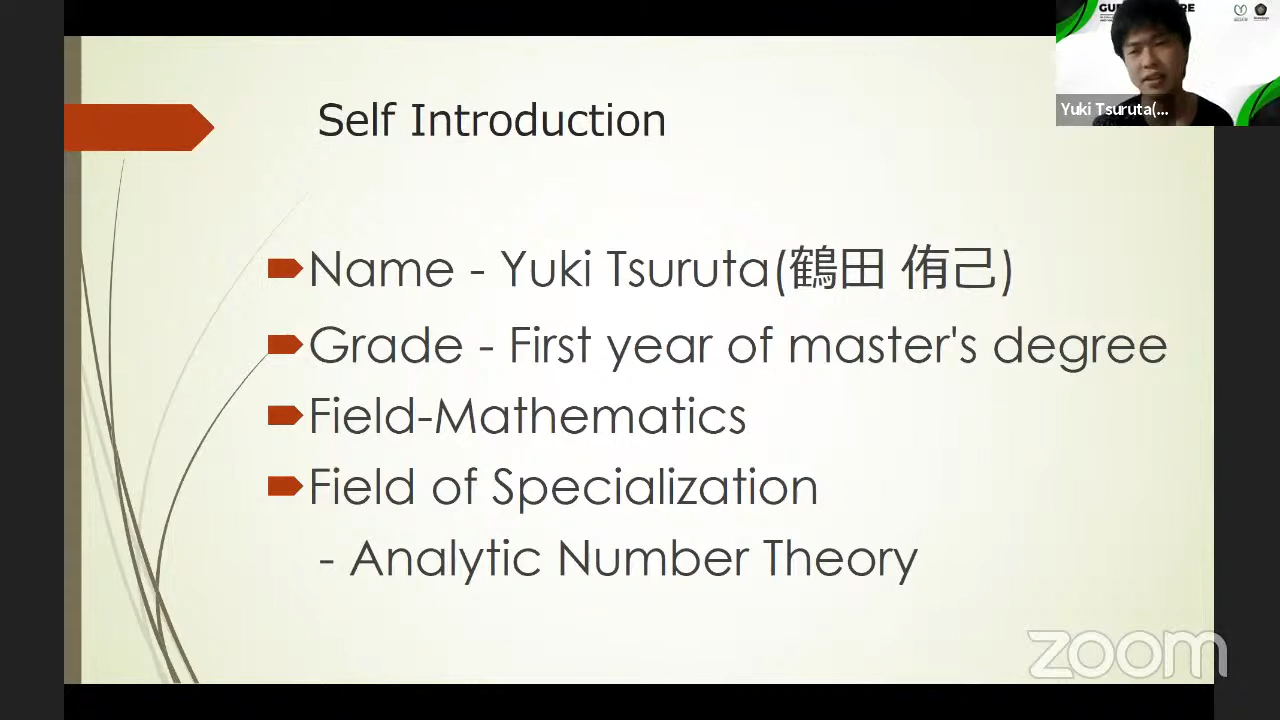 Self Introduction
Name - Yuki Tsuruta(鶴田 侑己)
Grade - First year of master's degree
Field-Mathematics
Field of Specialization
- Analytic Number Theory
Yuki Tsuruta(...
zoom